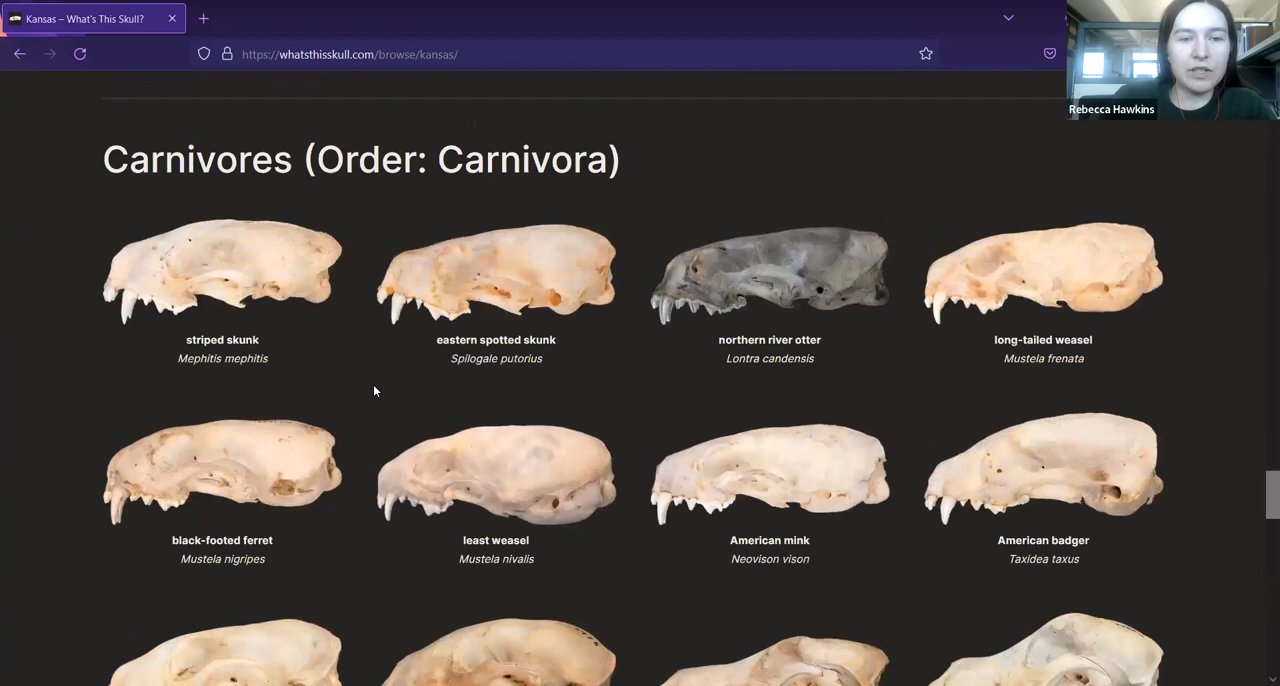 Kansas – What's This Skull?
https://whatsthisskull.com/browse/kansas/
Rebecca Hawkins
Carnivores (Order: Carnivora)
striped skunk
Mephitis mephitis
eastern spotted skunk
Spilogale putorius
northern river otter
Lontra candensis
long-tailed weasel
Mustela frenata
black-footed ferret
Mustela nigripes
least weasel
Mustela nivalis
American mink
Neovison vison
American badger
Taxidea taxus